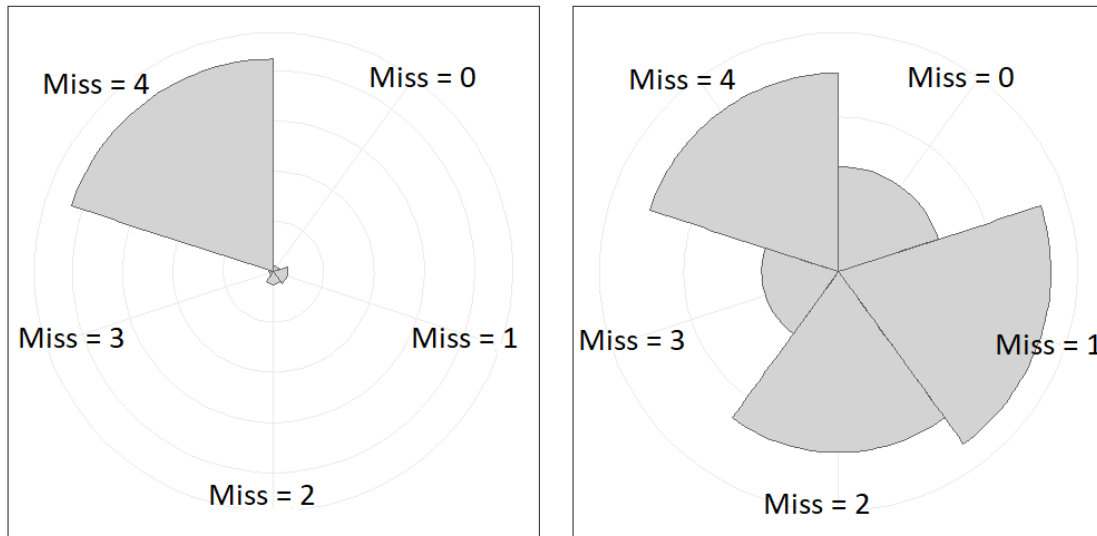 Miss = 4
Miss = 0
Miss = 3
Miss = 1
Miss = 2
Miss = 4
Miss = 0
Miss = 3
Miss = 1
Miss = 2